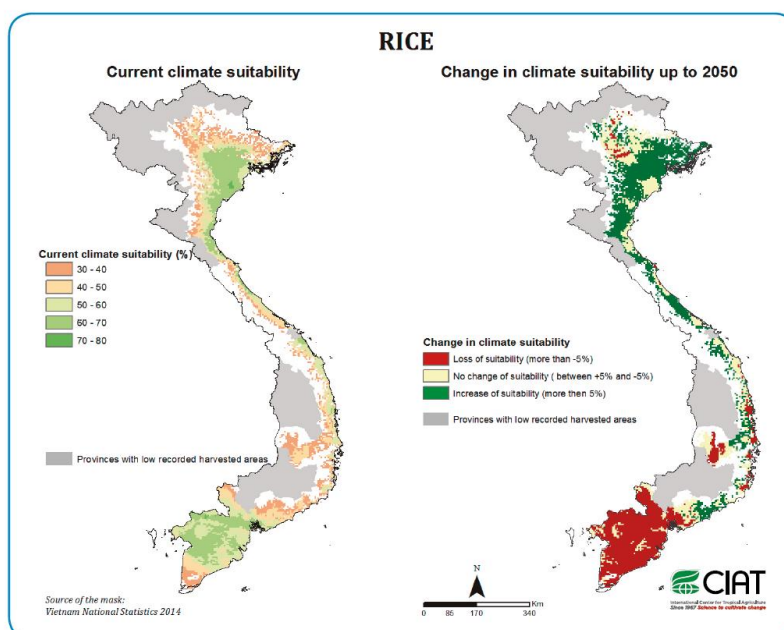 RICE
Current climate suitability
Current climate suitability (%)
30 - 40
40 - 50
50 - 60
60 - 70
70 - 80
Provinces with low recorded harvested areas
Source of the mask:
Vietnam National Statistics 2014
Change in climate suitability up to 2050
Change in climate suitability
Loss of suitability (more than -5%)
No change of suitability ( between +5% and -5%)
Increase of suitability (more then 5%)
Provinces with low recorded harvested areas
N
Km
0 85 170 340
CIAT
International Center for Tropical Agriculture
Since 1967 Science to cultivate change